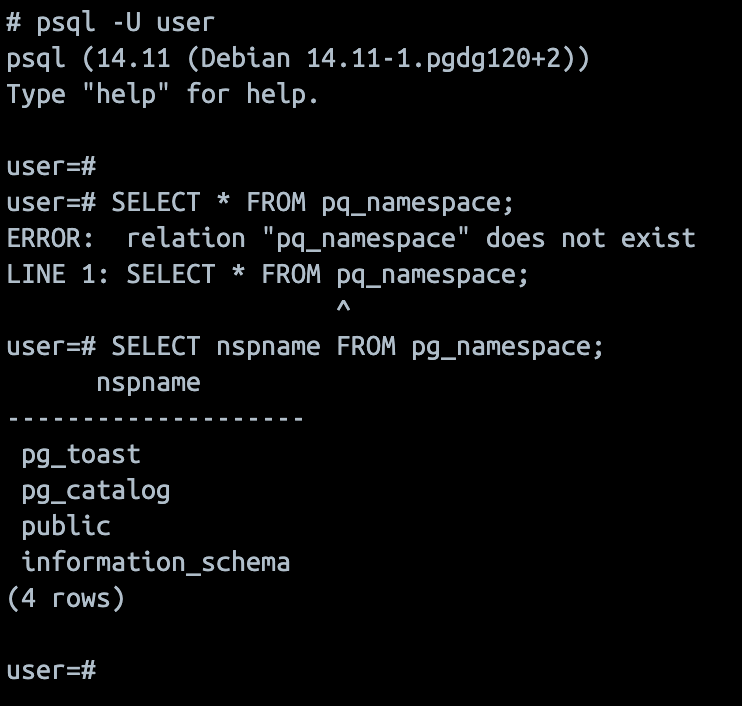 # psql -U user
psql (14.11 (Debian 14.11-1.pgdg120+2))
Type "help" for help.

user=#
user=# SELECT * FROM pq_namespace;
ERROR:  relation "pq_namespace" does not exist
LINE 1: SELECT * FROM pq_namespace;
                      ^
user=# SELECT nspname FROM pg_namespace;
      nspname
--------------------
 pg_toast
 pg_catalog
 public
 information_schema
(4 rows)

user=#